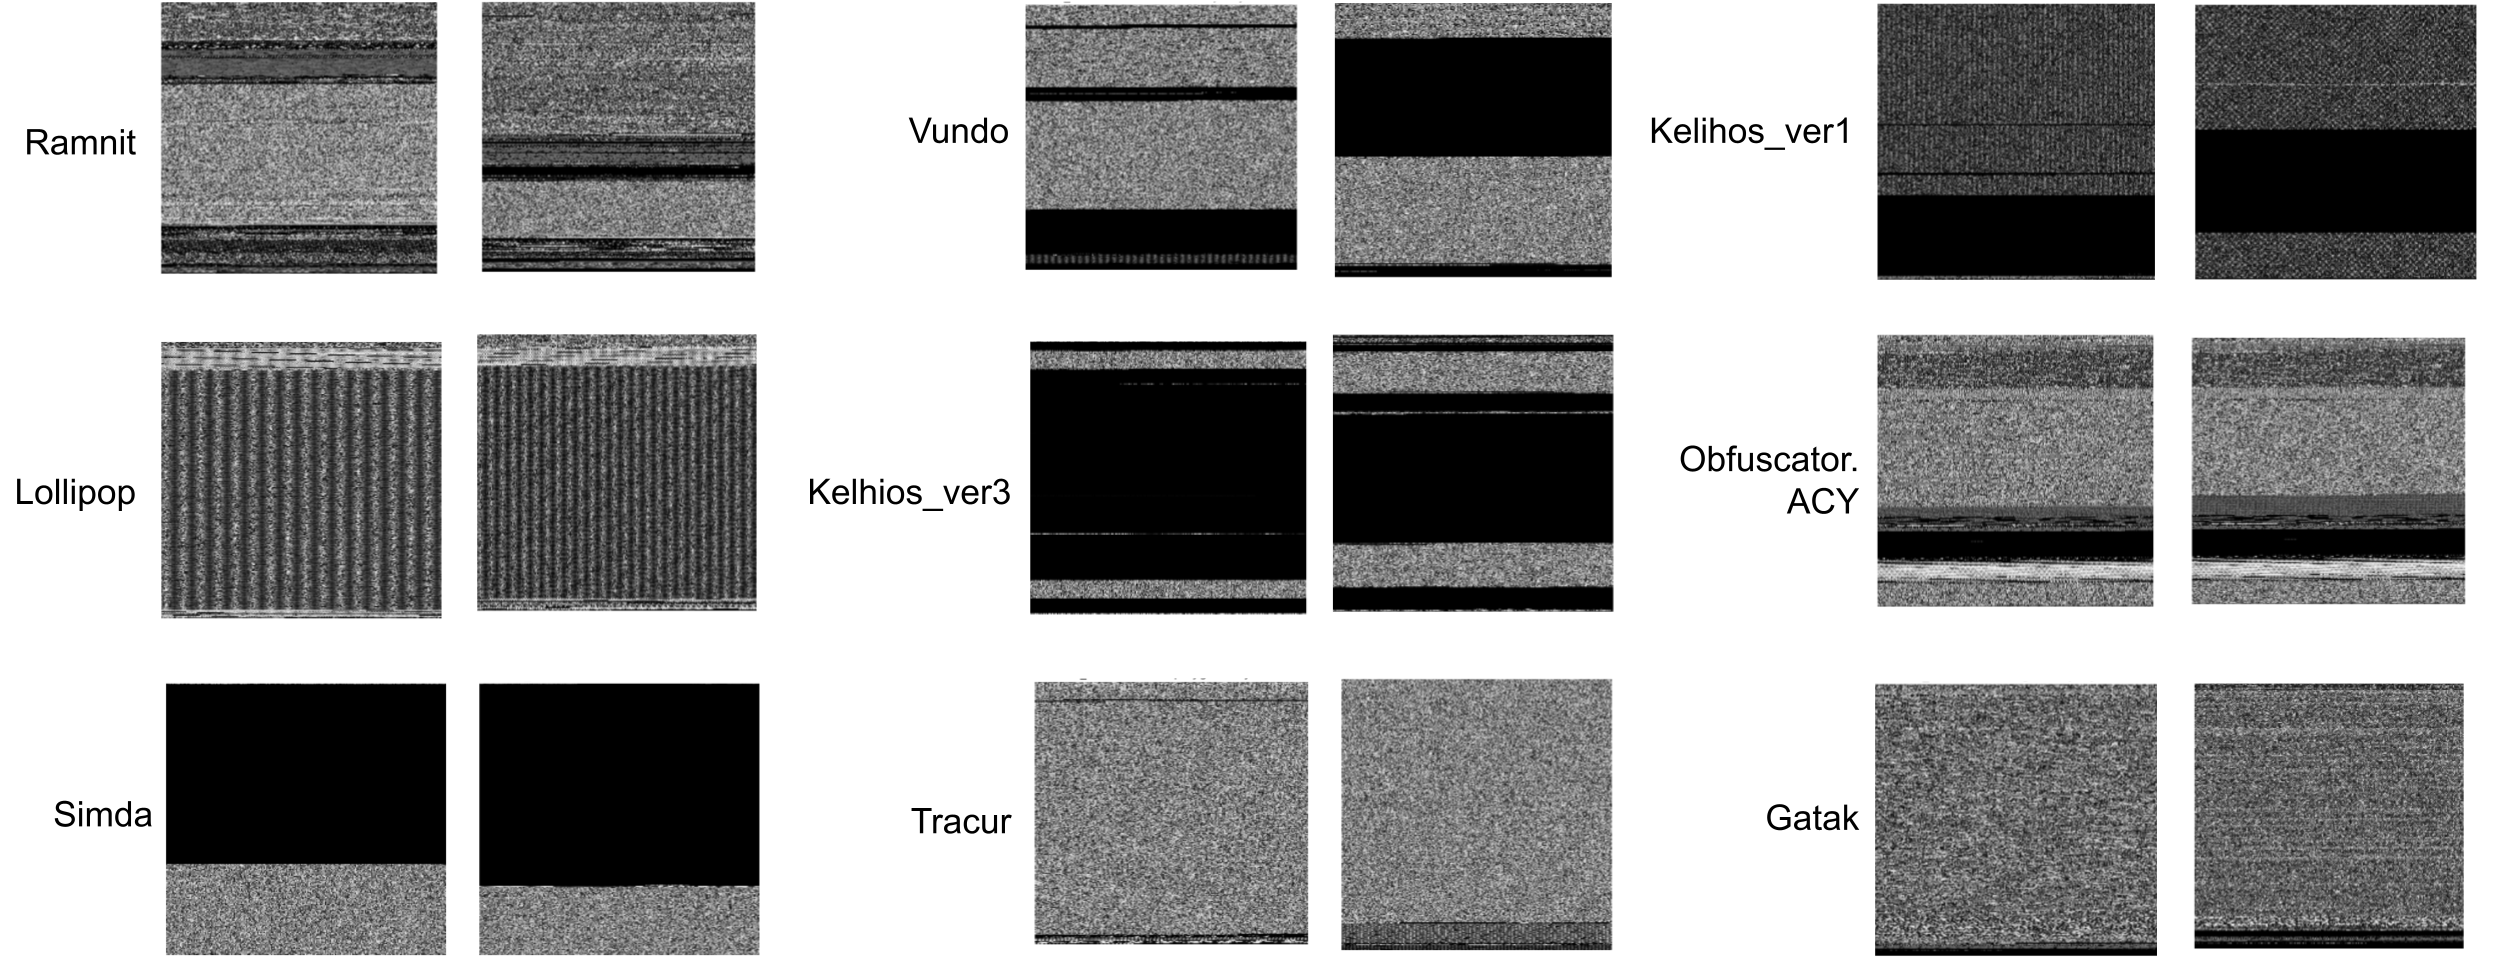 Ramnit
Vundo
Kelihos_ver1
Lollipop
Kelhios_ver3
Obfuscator.
ACY
Simda
Tracur
Gatak